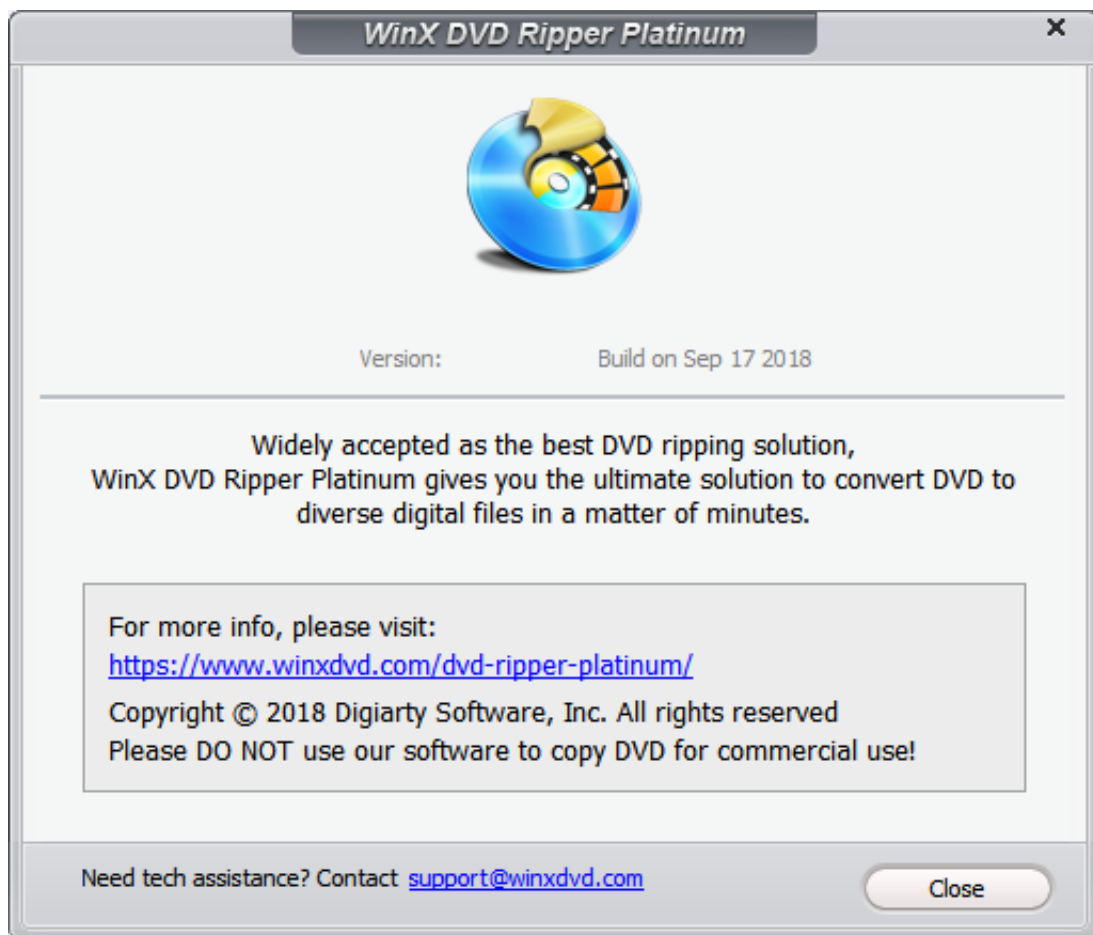 WinX DVD Ripper Platinum
Version: Build on Sep 17 2018
Widely accepted as the best DVD ripping solution,
WinX DVD Ripper Platinum gives you the ultimate solution to convert DVD to
diverse digital files in a matter of minutes.
For more info, please visit:
https://www.winxdvd.com/dvd-ripper-platinum/
Copyright © 2018 Digiarty Software, Inc. All rights reserved
Please DO NOT use our software to copy DVD for commercial use!
Need tech assistance? Contact support@winxdvd.com
Close